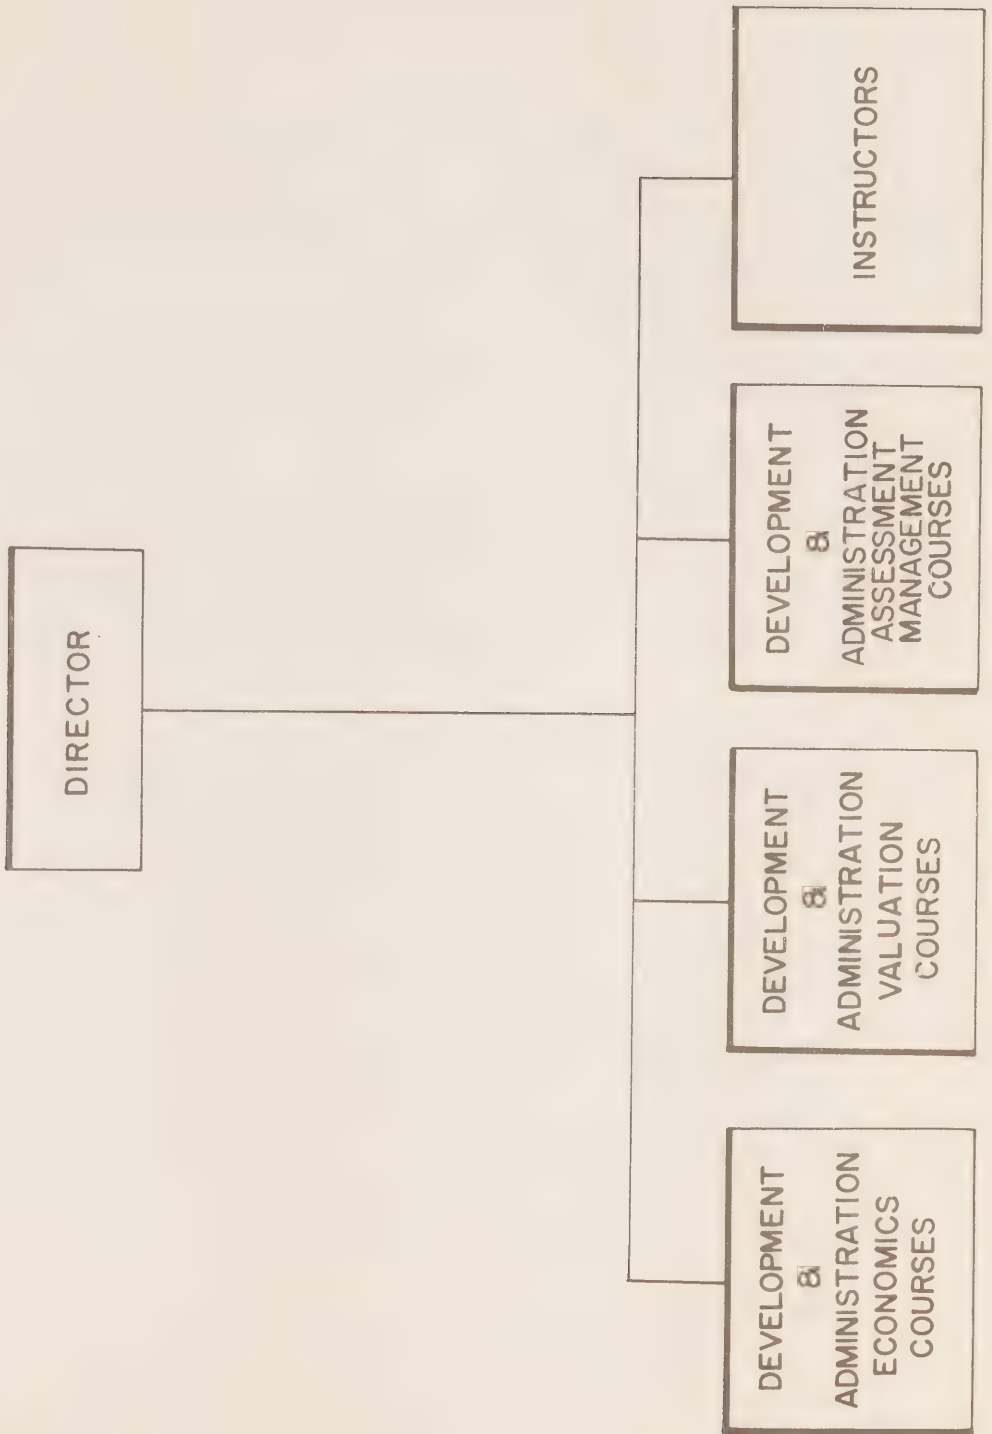 DIRECTOR
DEVELOPMENT
&
ADMINISTRATION
ECONOMICS
COURSES
DEVELOPMENT
&
ADMINISTRATION
VALUATION
COURSES
DEVELOPMENT
&
ADMINISTRATION
ASSESSMENT
MANAGEMENT
COURSES
INSTRUCTORS